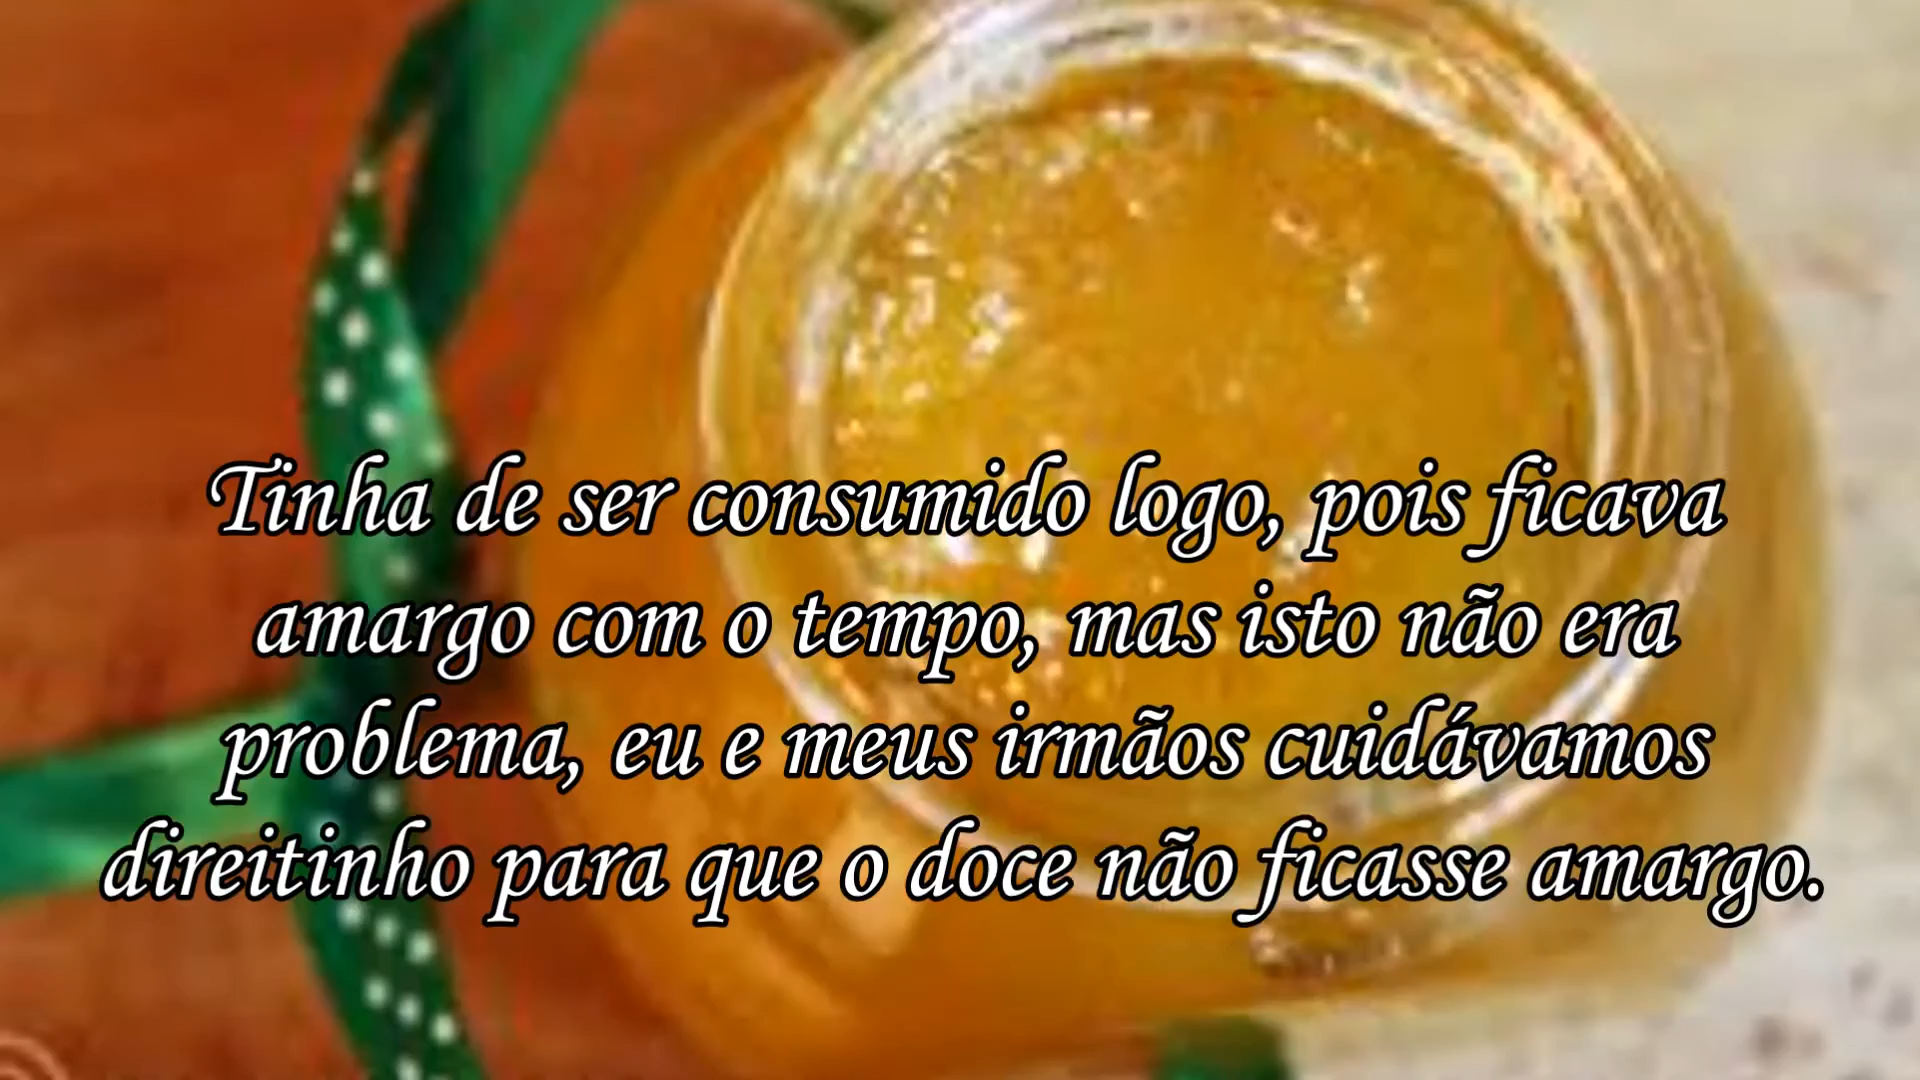 Tinha de ser consumido logo, pois ficava
amargo com o tempo, mas isto não era
problema, eu e meus irmãos cuidávamos
direitinho para que o doce não ficasse amargo.